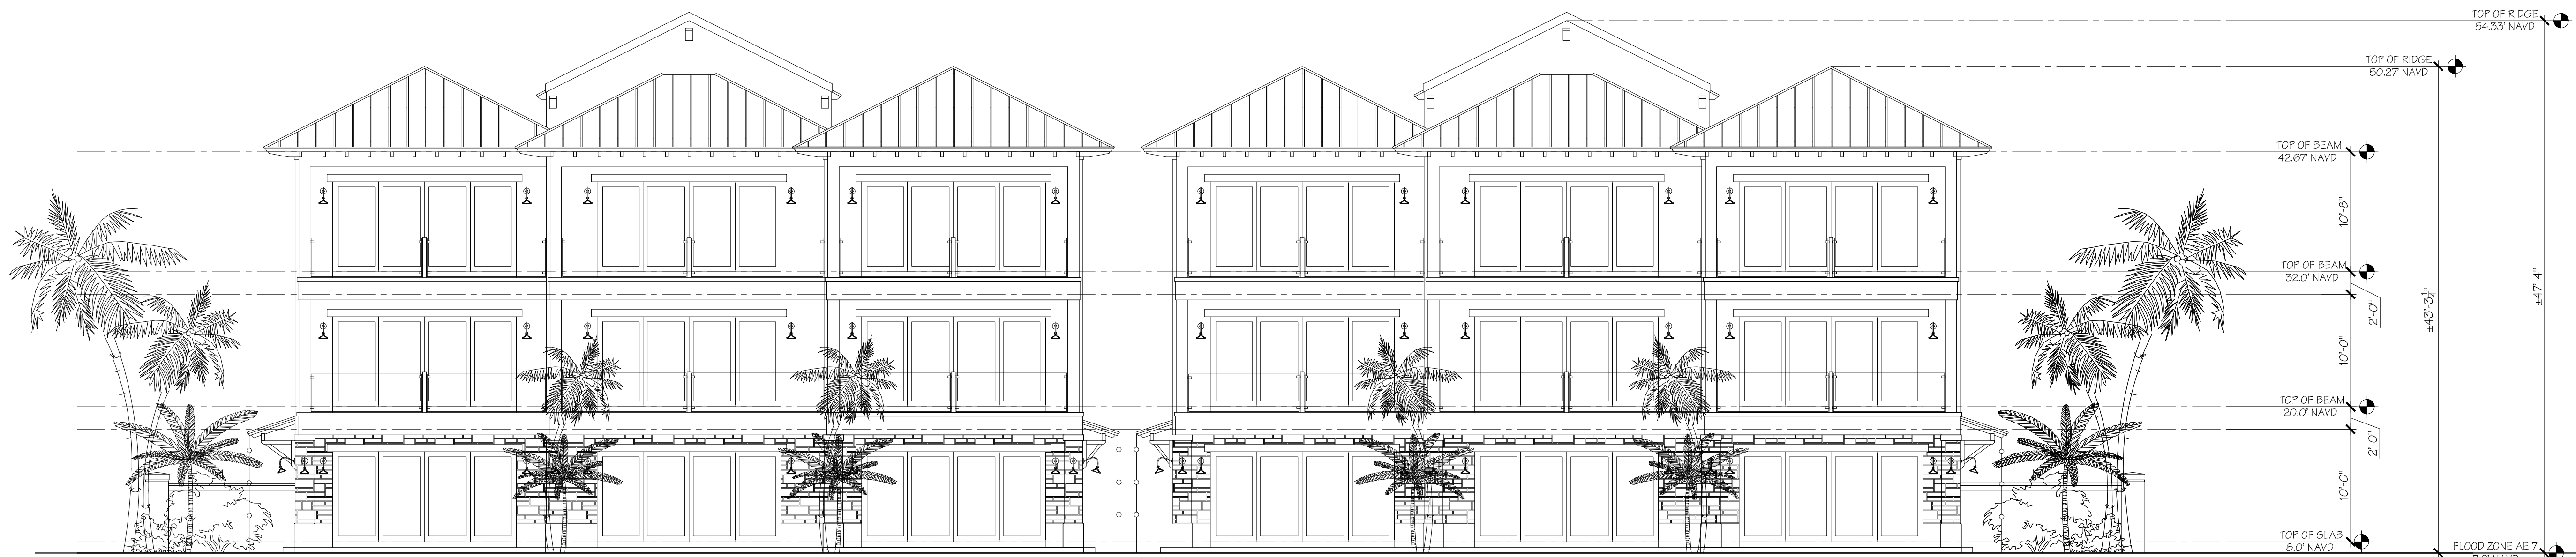 TOP OF RIDGE
54.33' NAVD
TOP OF RIDGE
50.27' NAVD
TOP OF BEAM
42.67' NAVD
10'-8"
TOP OF BEAM
32.0' NAVD
2'-0"
±43'-3¼"
±47'-4"
10'-0"
TOP OF BEAM
20.0' NAVD
2'-0"
10'-0"
TOP OF SLAB
8.0' NAVD
FLOOD ZONE AE 7